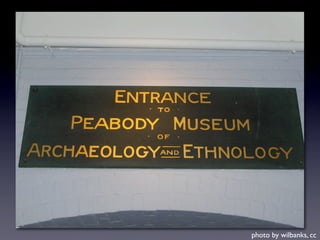 ENTRANCE
· TO ·
PEABODY MUSEUM
· OF ·
ARCHAEOLOGY AND ETHNOLOGY
photo by wilbanks, cc